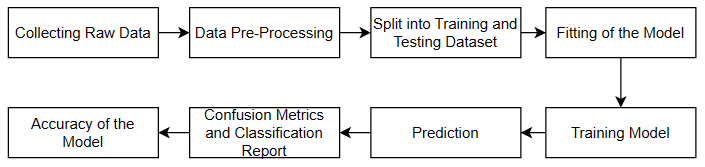 Collecting Raw Data
Data Pre-Processing
Split into Training and
Testing Dataset
Fitting of the Model
Training Model
Prediction
Confusion Metrics
and Classification
Report
Accuracy of the
Model